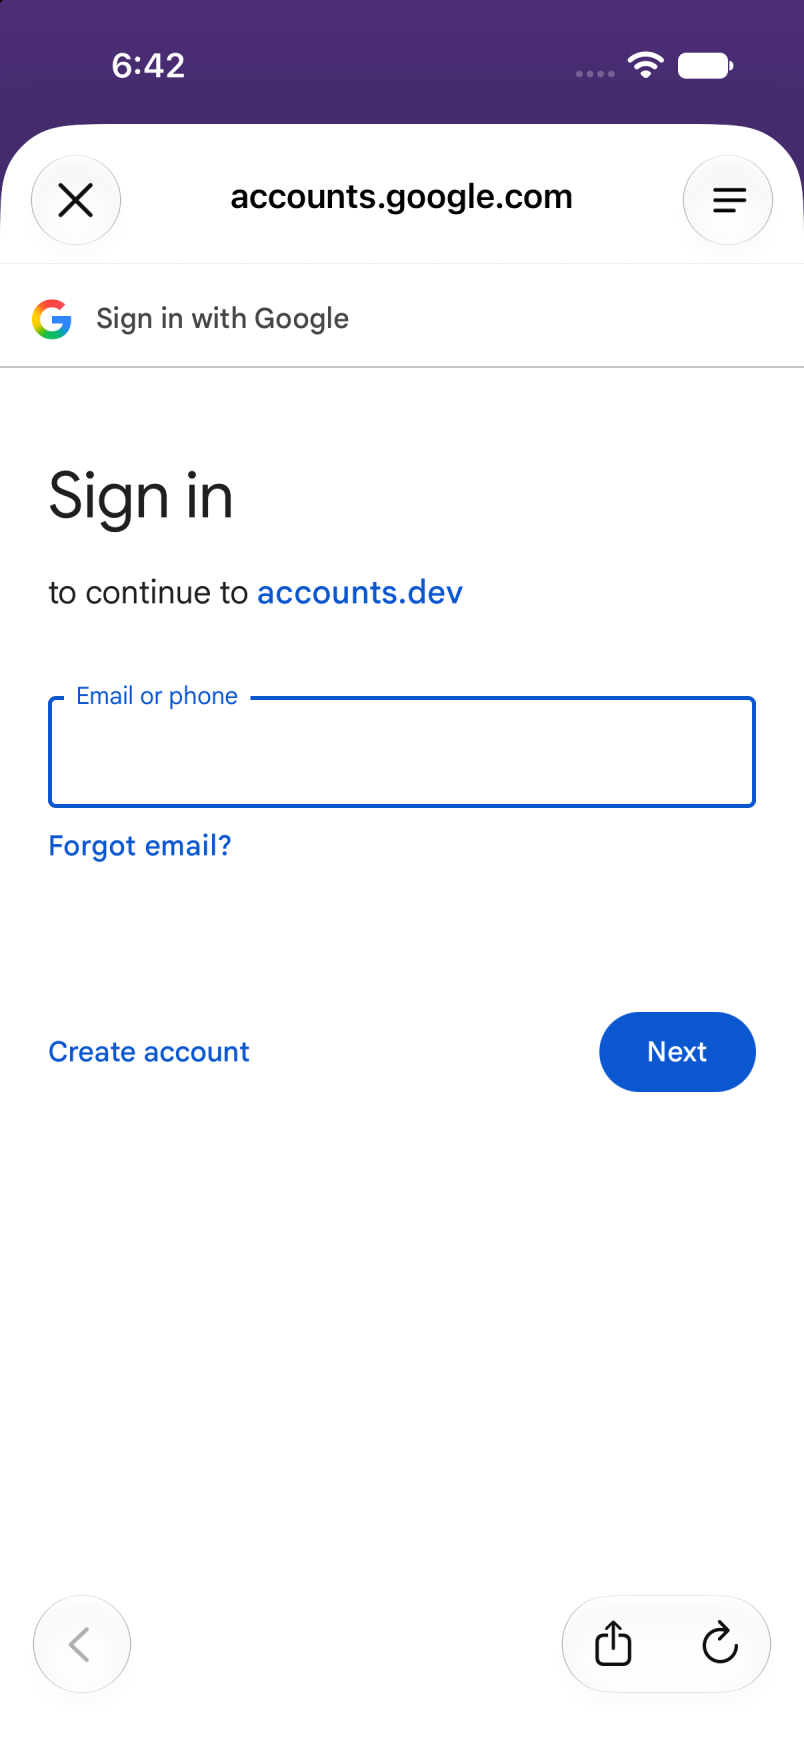 6:42
accounts.google.com
Sign in with Google
Sign in
to continue to accounts.dev
Email or phone
Forgot email?
Create account
Next